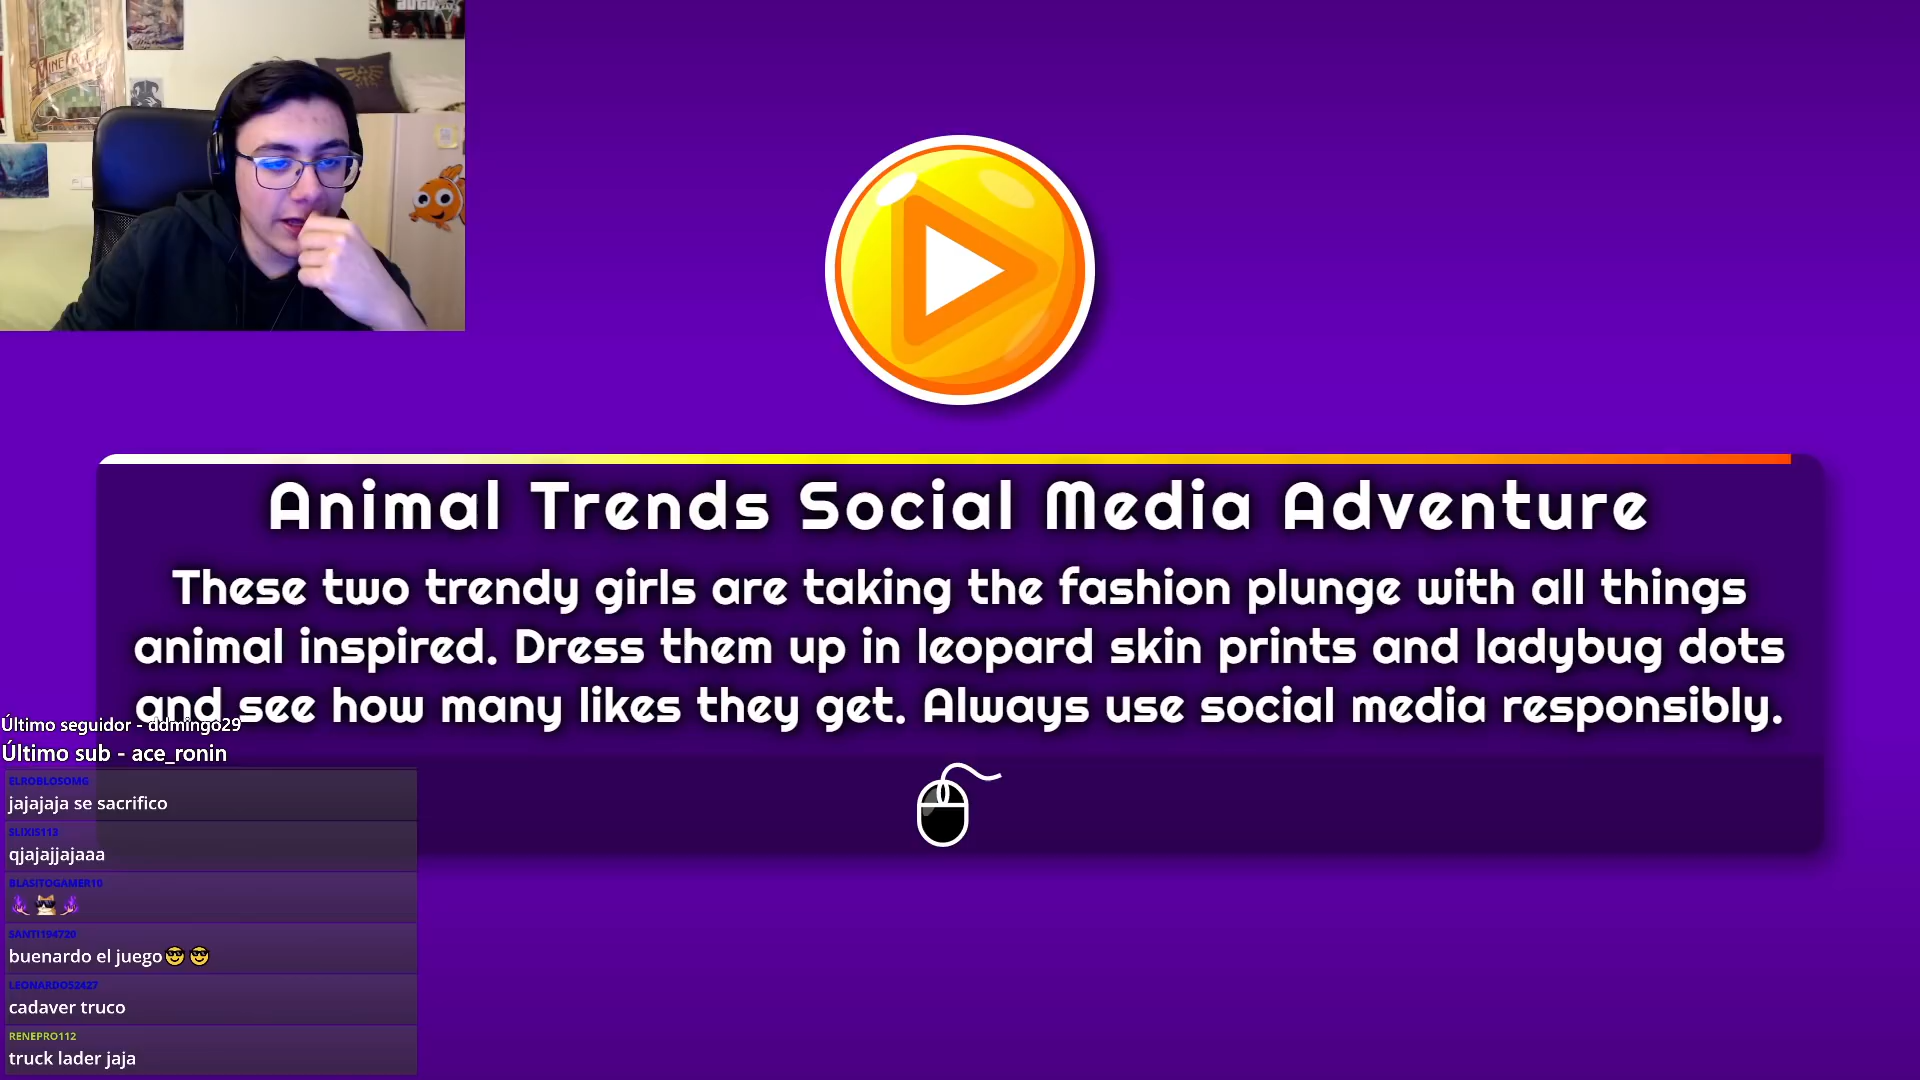 MINECRAFT
Animal Trends Social Media Adventure
These two trendy girls are taking the fashion plunge with all things
animal inspired. Dress them up in leopard skin prints and ladybug dots
and see how many likes they get. Always use social media responsibly.
Último seguidor - ddmingo29
Último sub - ace_ronin
ELROBLOSOMG
jajajaja se sacrifico
SLIXIS113
qjajajjajaaa
BLASITOGAMER10
SANTI194720
buenardo el juego😎 😎
LEONARDO52427
cadaver truco
RENEPRO112
truck lader jaja